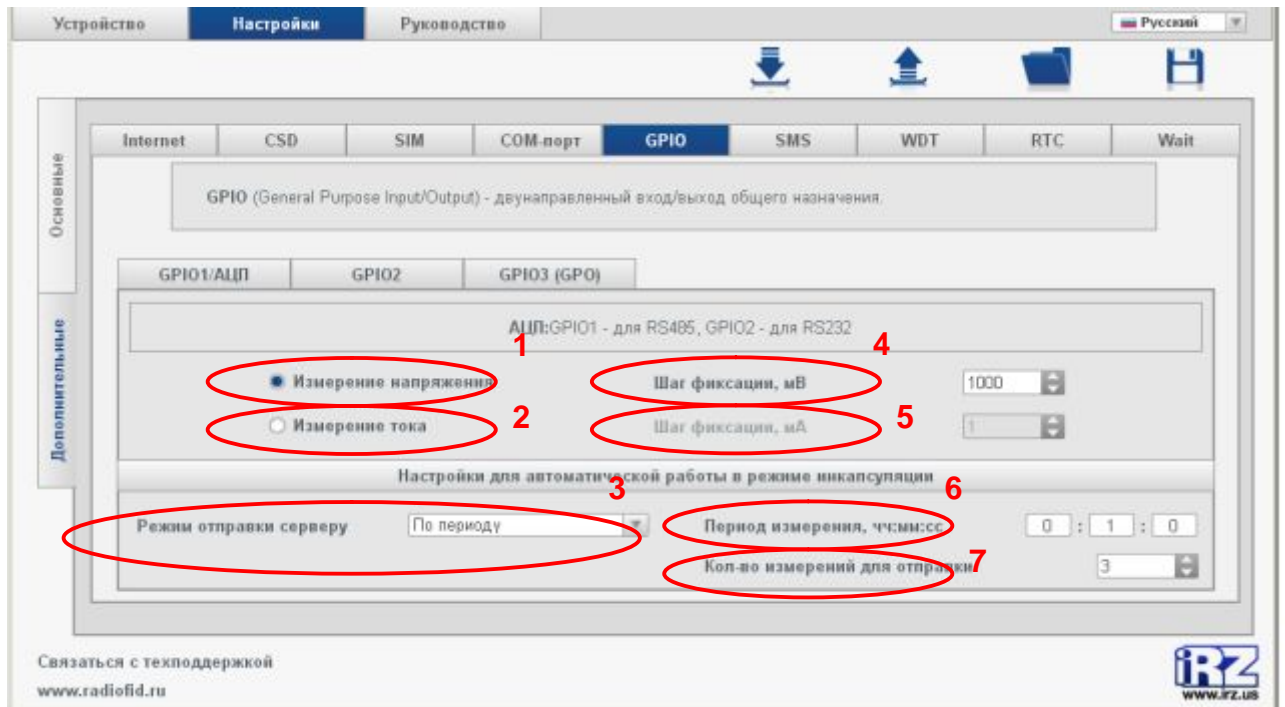 Устройство Настройки Руководство Русский
Internet CSD SIM COM-порт GPIO SMS WDT RTC Wait
Основные
GPIO (General Purpose Input/Output) - двунаправленный вход/выход общего назначения.
GPIO1/АЦП GPIO2 GPIO3 (GPO)
Дополнительные
АЦП:GPIO1 - для RS485, GPIO2 - для RS232
1 4
Измерение напряжения Шаг фиксации, мВ 1000
Измерение тока 2 Шаг фиксации, мА 5 1
Настройки для автоматической работы в режиме инкапсуляции
3 6
Режим отправки серверу По периоду Период измерения, чч:мм:сс 0 : 1 : 0
Кол-во измерений для отправки 7 3
Связаться с техподдержкой
www.radiofid.ru
iRZ
www.irz.us